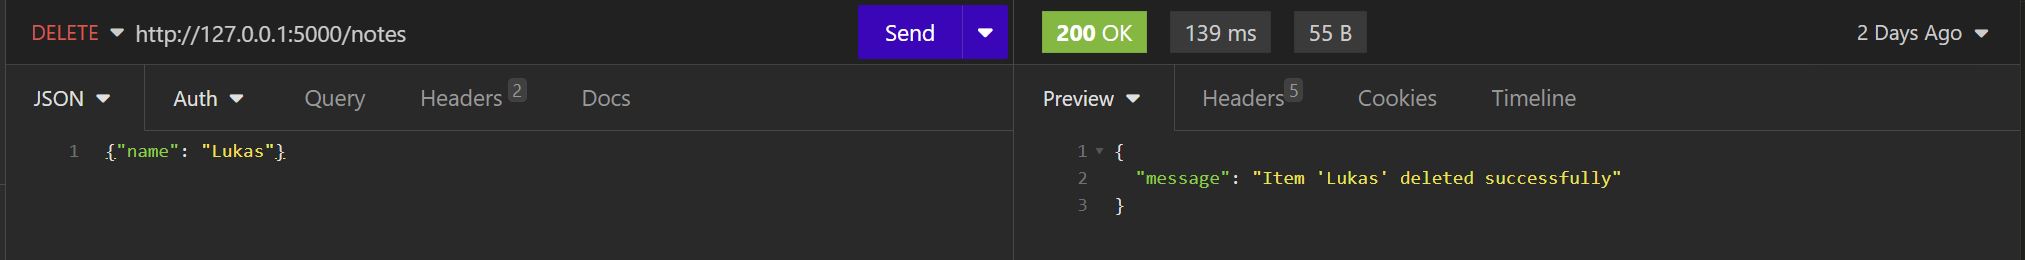 DELETE http://127.0.0.1:5000/notes Send 200 OK 139 ms 55 B 2 Days Ago
JSON Auth Query Headers 2 Docs Preview Headers 5 Cookies Timeline
1 {"name": "Lukas"}
1 {
2 "message": "Item 'Lukas' deleted successfully"
3 }